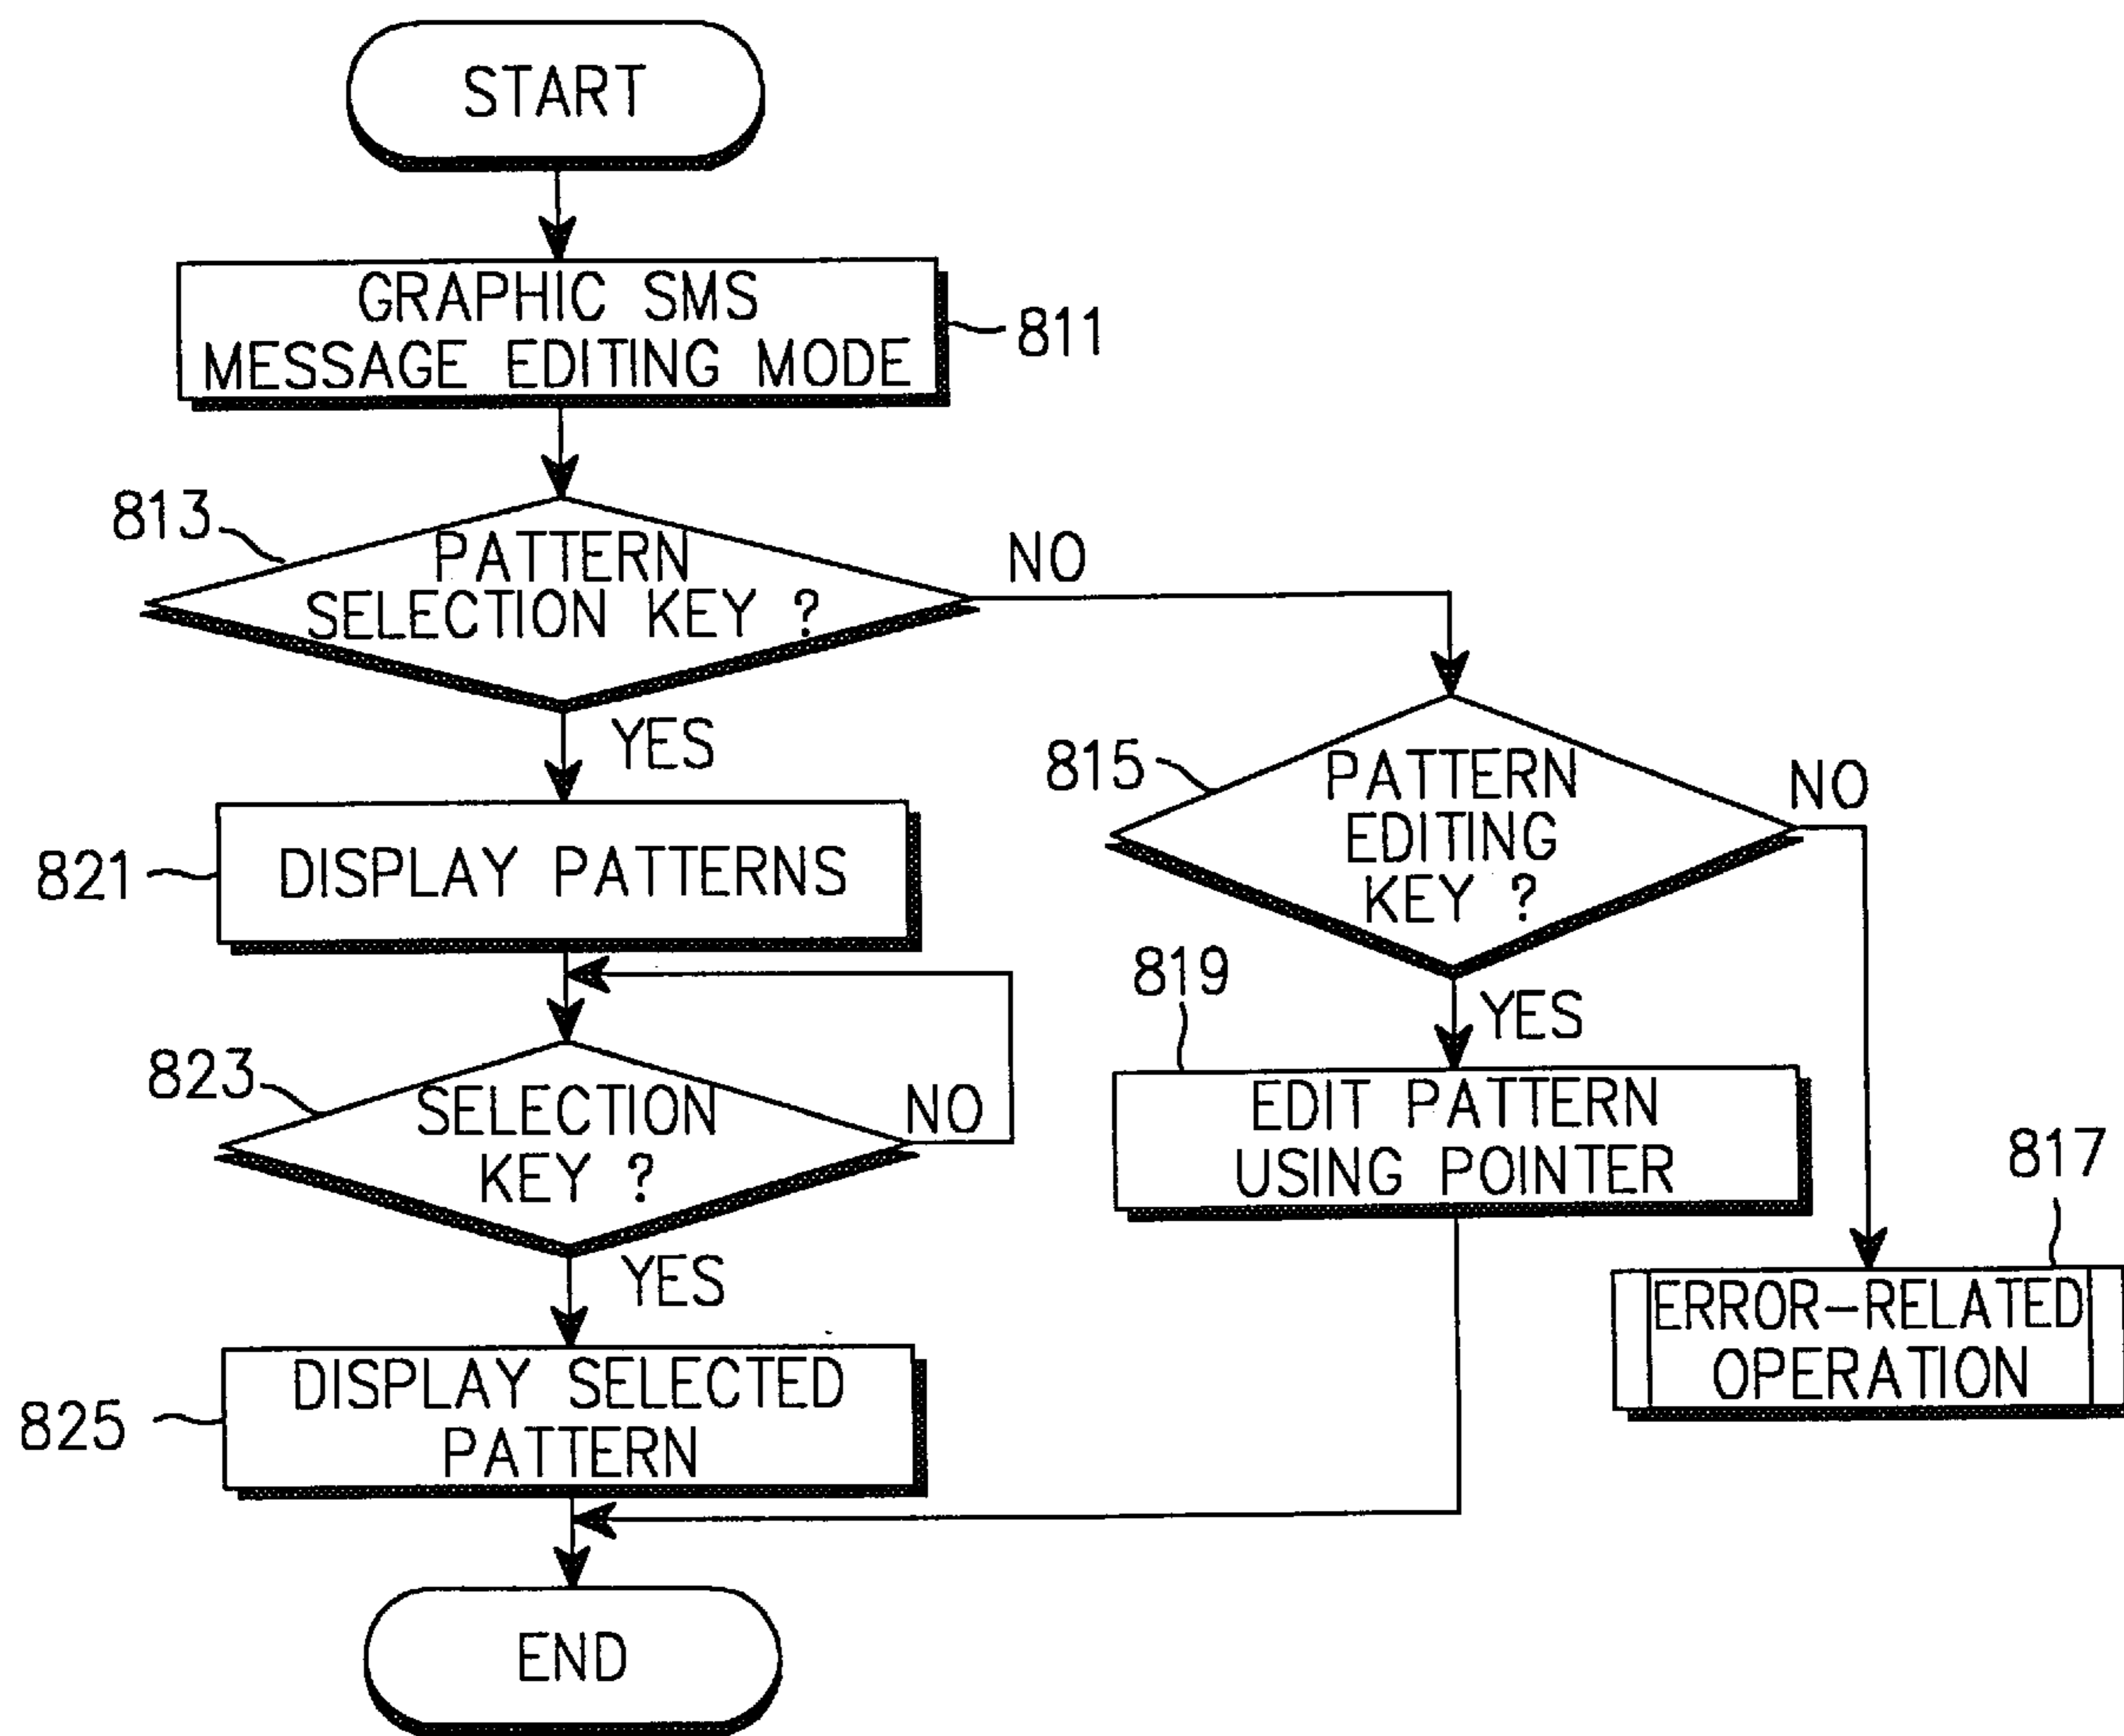 START
GRAPHIC SMS
MESSAGE EDITING MODE
811
813
PATTERN
SELECTION KEY ?
NO
YES
815
PATTERN
EDITING
KEY ?
NO
821
DISPLAY PATTERNS
819
YES
EDIT PATTERN
USING POINTER
823
SELECTION
KEY ?
NO
YES
817
ERROR-RELATED
OPERATION
825
DISPLAY SELECTED
PATTERN
END